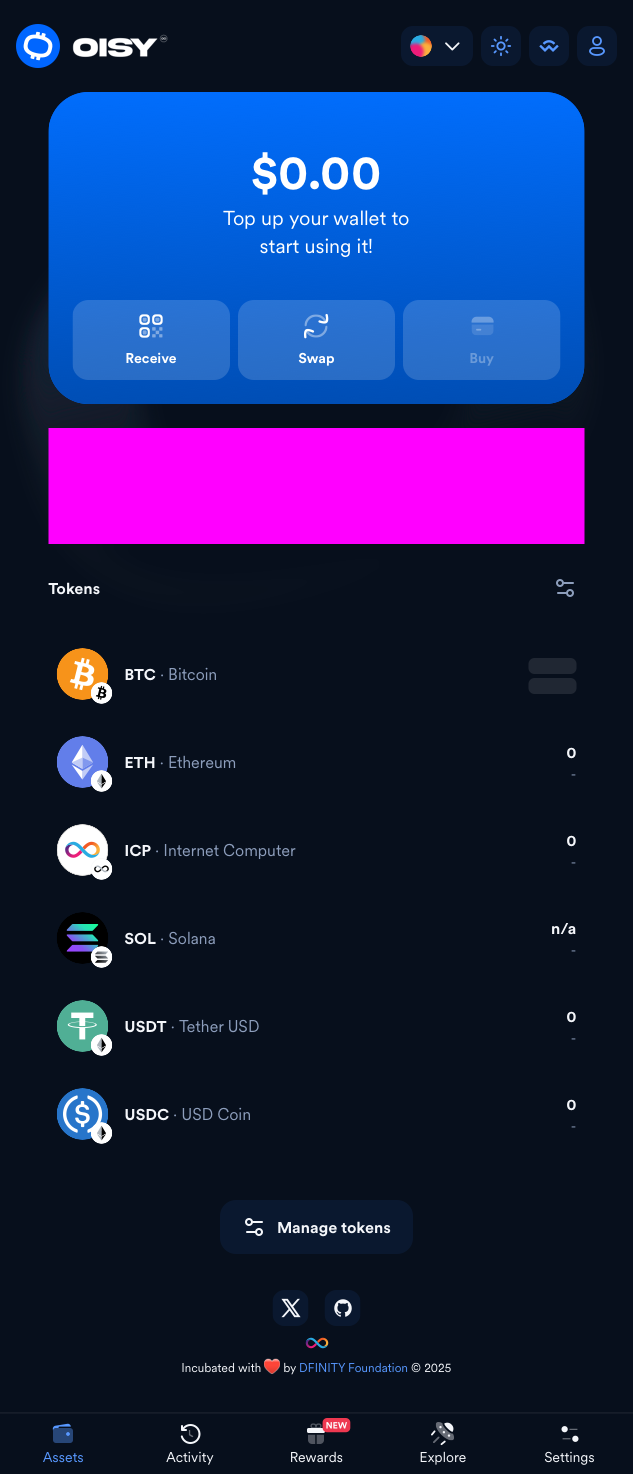 OISY
$0.00
Top up your wallet to
start using it!
Receive
Swap
Buy
Tokens
BTC · Bitcoin
ETH · Ethereum
0
-
ICP · Internet Computer
0
-
SOL · Solana
n/a
-
USDT · Tether USD
0
-
USDC · USD Coin
0
-
Manage tokens
Incubated with ❤️ by DFINITY Foundation © 2025
NEW
Assets
Activity
Rewards
Explore
Settings